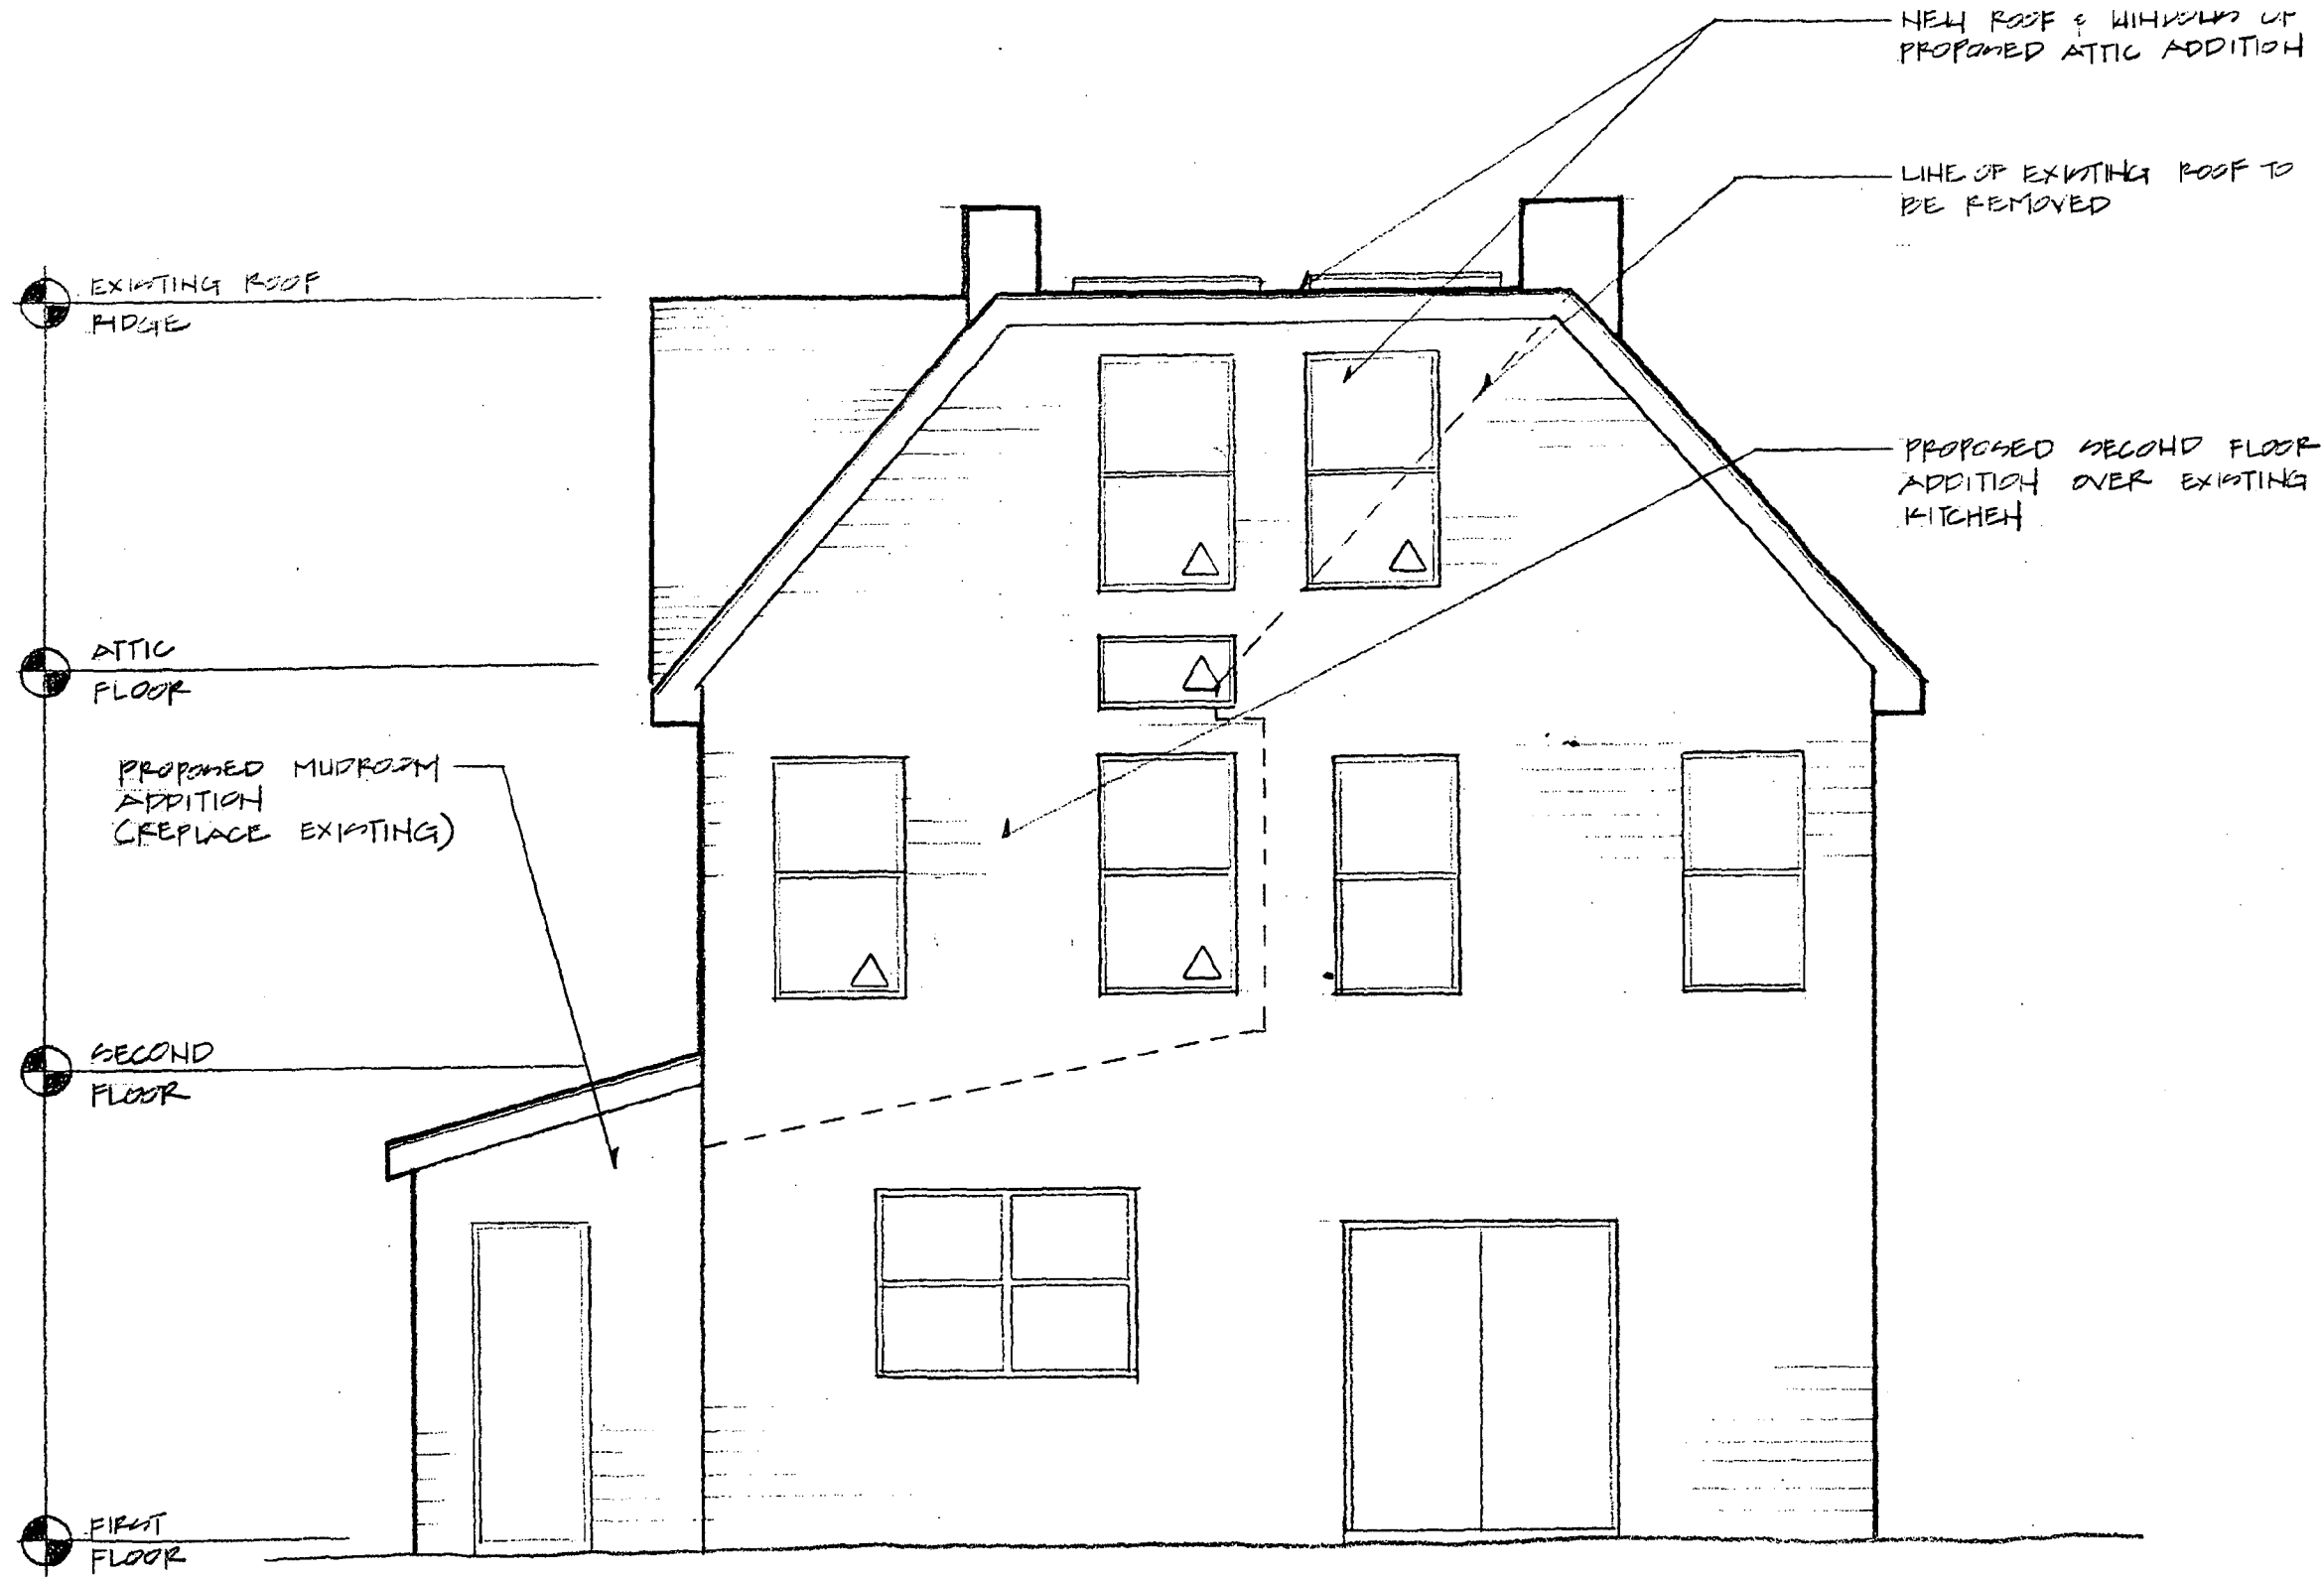 NEW ROOF & WINDOWS OF
PROPOSED ATTIC ADDITION
LINE OF EXISTING ROOF TO
BE REMOVED
EXISTING ROOF
RIDGE
PROPOSED SECOND FLOOR
ADDITION OVER EXISTING
KITCHEN
ATTIC
FLOOR
PROPOSED MUDROOM
ADDITION
(REPLACE EXISTING)
SECOND
FLOOR
FIRST
FLOOR